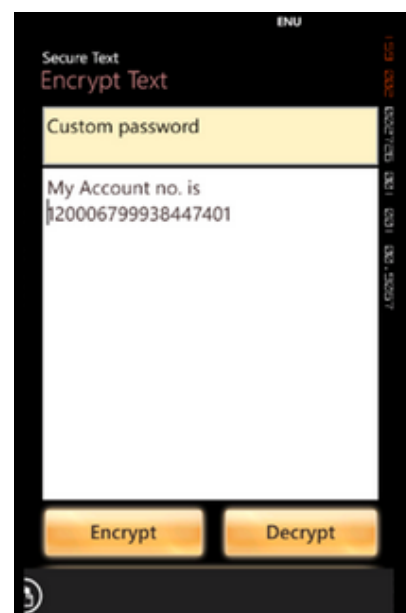 ENU
Secure Text
Encrypt Text
Custom password
My Account no. is
120006799938447401
Encrypt
Decrypt